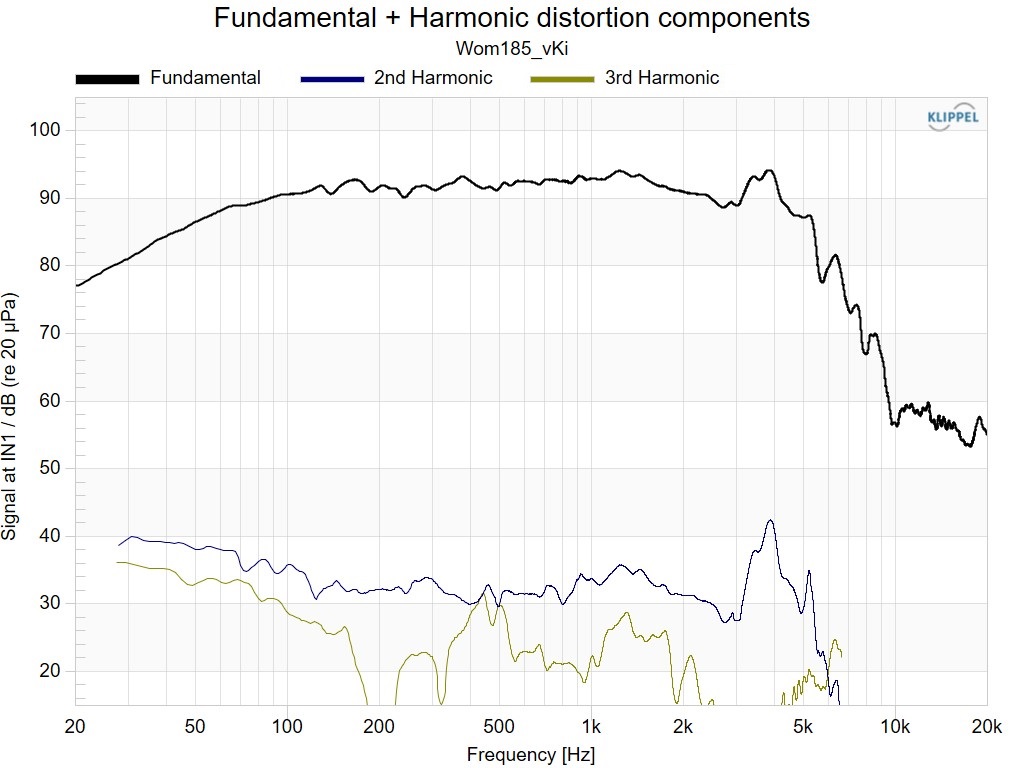 Fundamental + Harmonic distortion components
Wom185_vKi
Fundamental 2nd Harmonic 3rd Harmonic
KLIPPEL
100
90
80
70
60
50
40
30
20
Signal at IN1 / dB (re 20 µPa)
20 50 100 200 500 1k 2k 5k 10k 20k
Frequency [Hz]